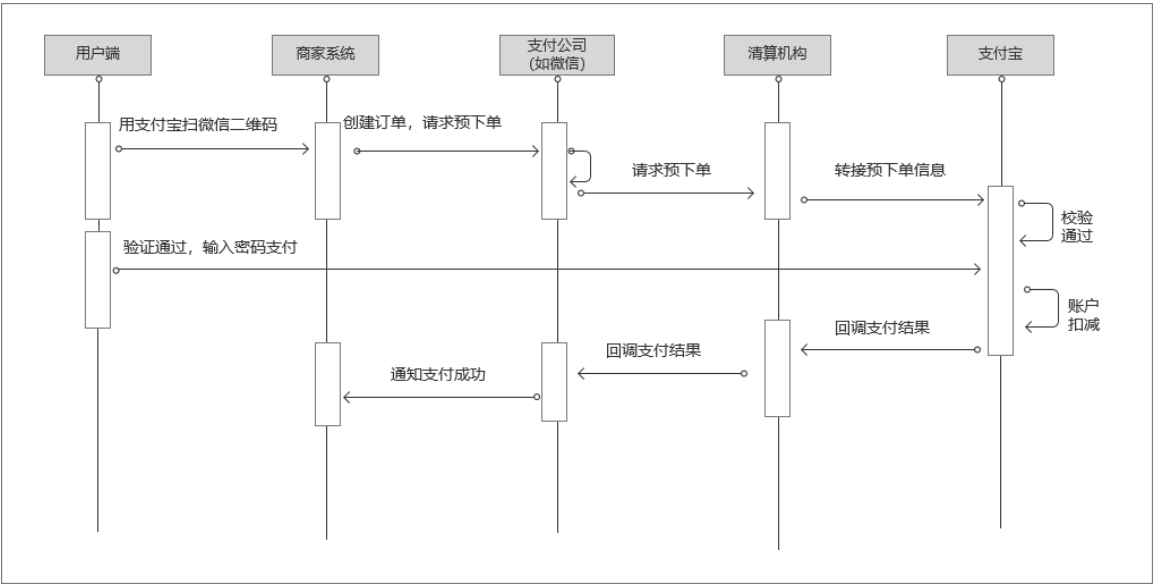 用户端
商家系统
支付公司
(如微信)
清算机构
支付宝
用支付宝扫微信二维码
创建订单，请求预下单
请求预下单
转接预下单信息
校验
通过
验证通过，输入密码支付
账户
扣减
回调支付结果
回调支付结果
通知支付成功